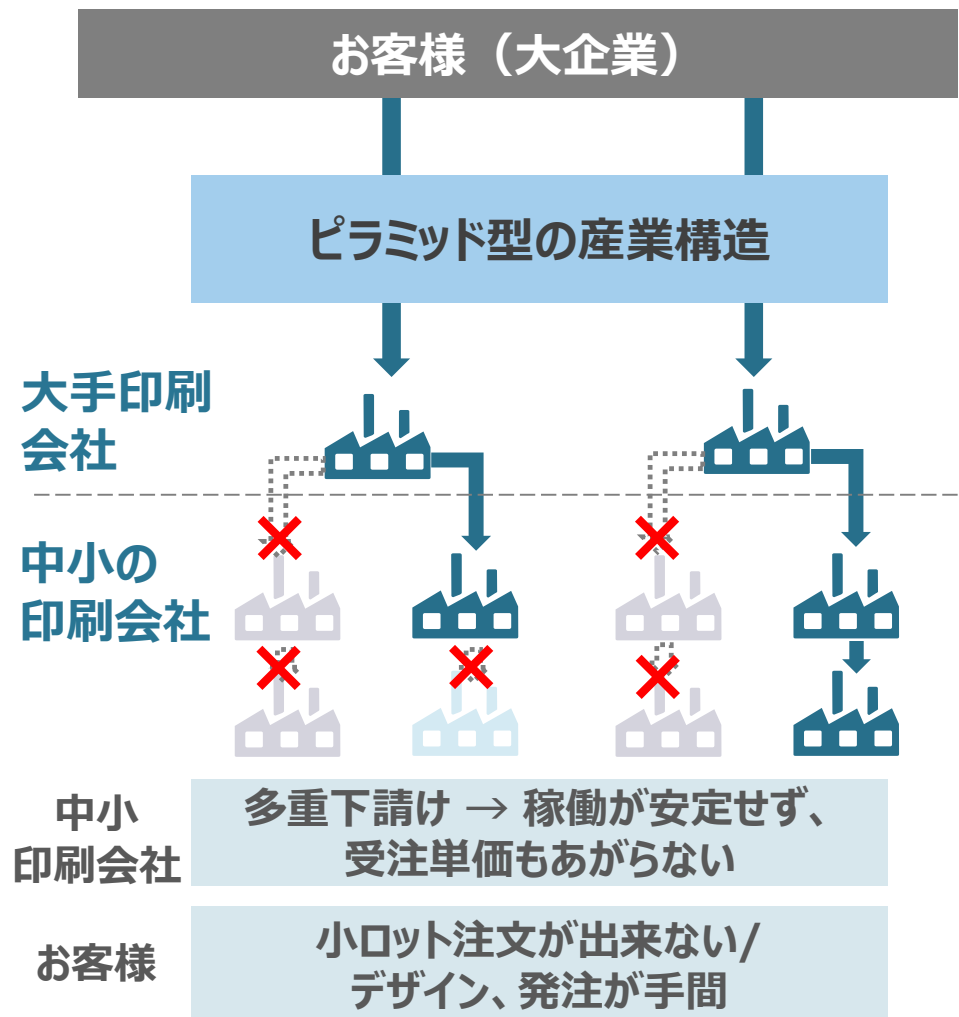 お客様（大企業）
ピラミッド型の産業構造
大手印刷
会社
中小の
印刷会社
中小
印刷会社
多重下請け → 稼働が安定せず、
受注単価もあがらない
お客様
小ロット注文が出来ない/
デザイン、発注が手間